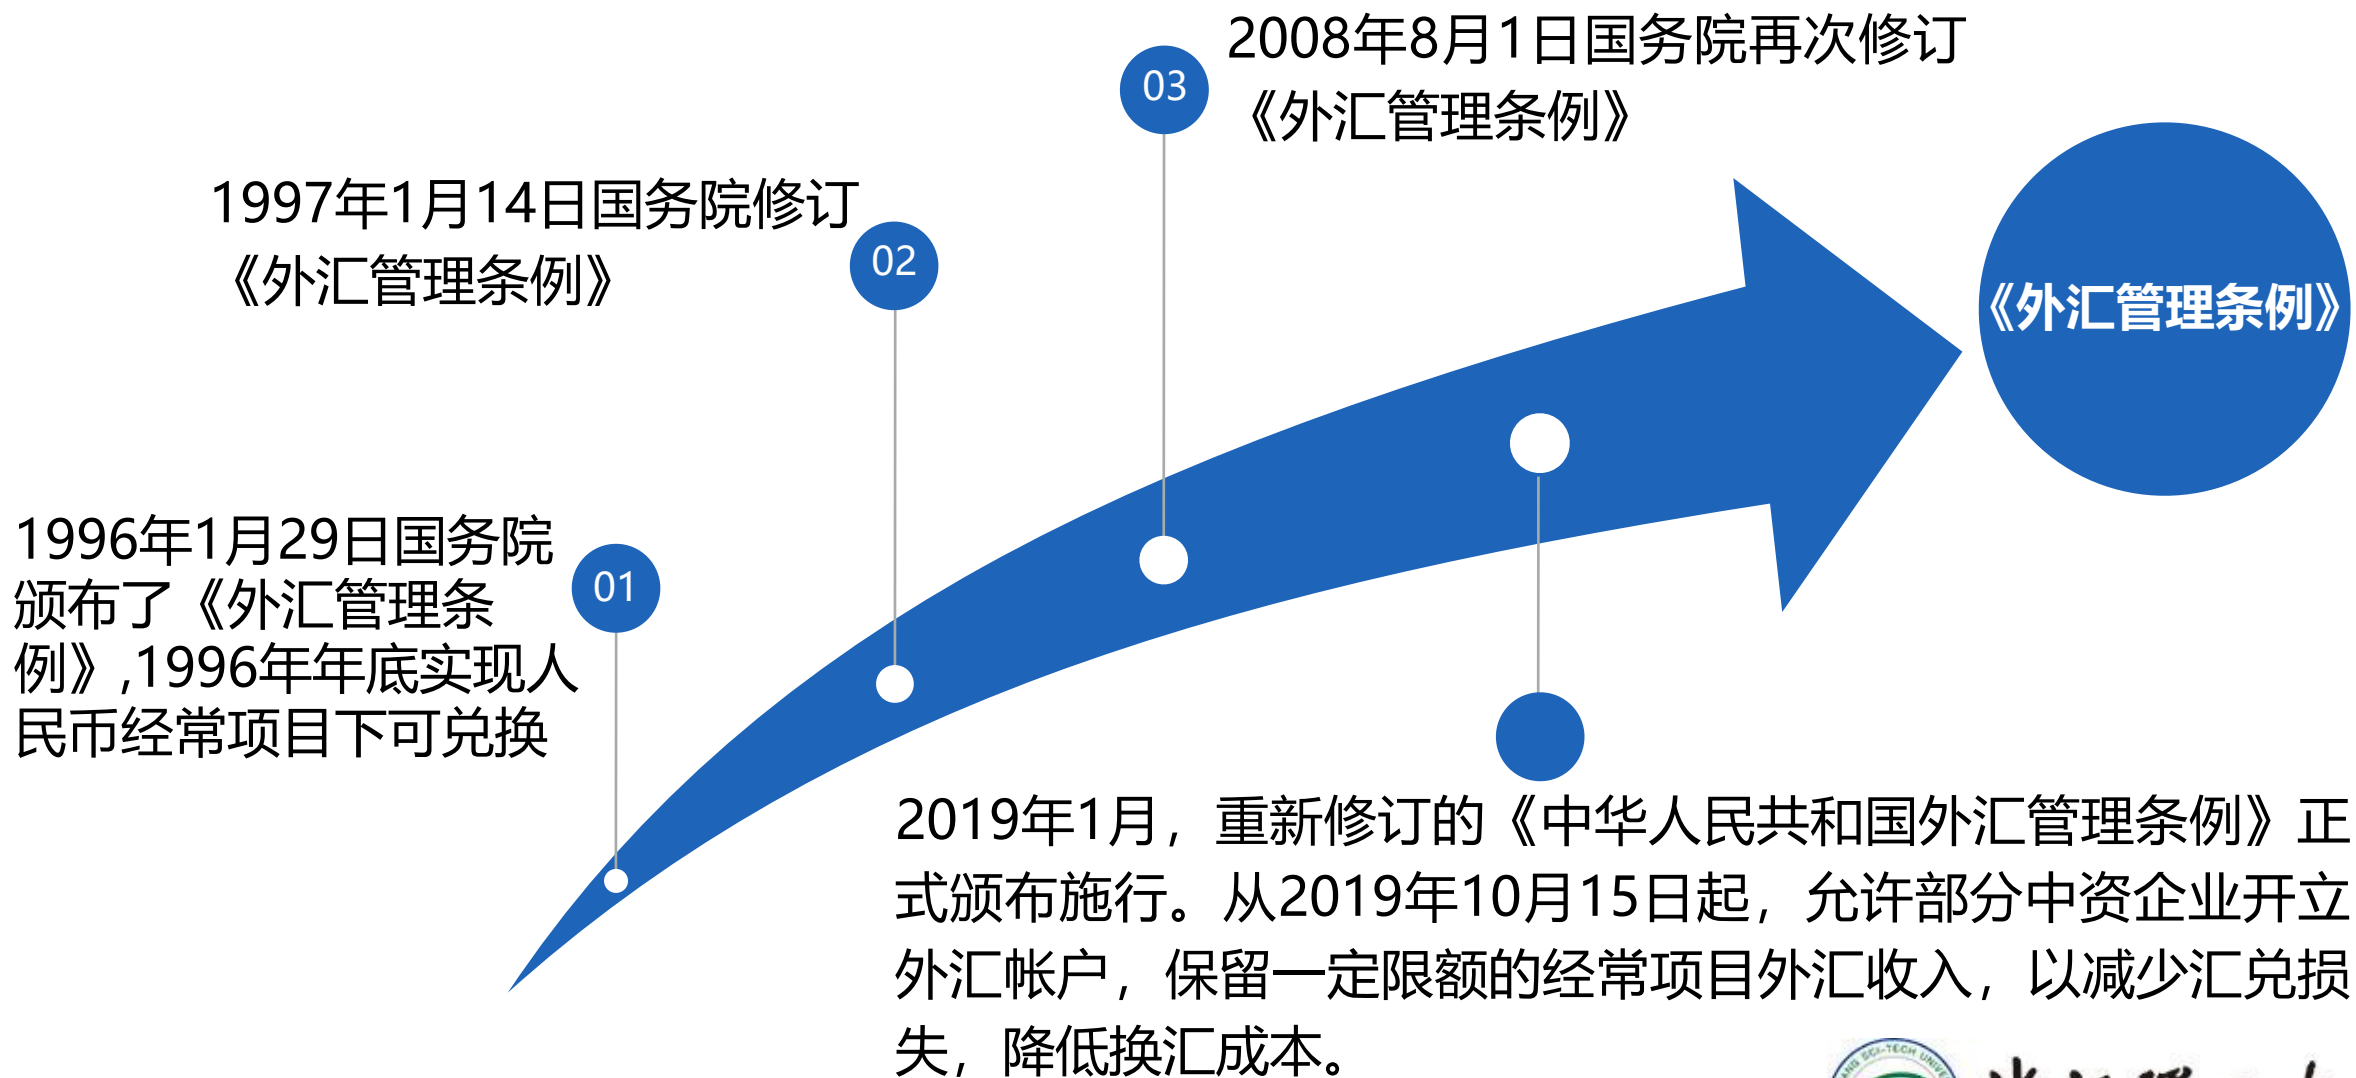 03
2008年8月1日国务院再次修订
《外汇管理条例》
1997年1月14日国务院修订
《外汇管理条例》
02
《外汇管理条例》
1996年1月29日国务院
颁布了《外汇管理条
例》,1996年年底实现人
民币经常项目下可兑换
01
2019年1月，重新修订的《中华人民共和国外汇管理条例》正
式颁布施行。从2019年10月15日起，允许部分中资企业开立
外汇帐户，保留一定限额的经常项目外汇收入，以减少汇兑损
失，降低换汇成本。
SCI-TECH